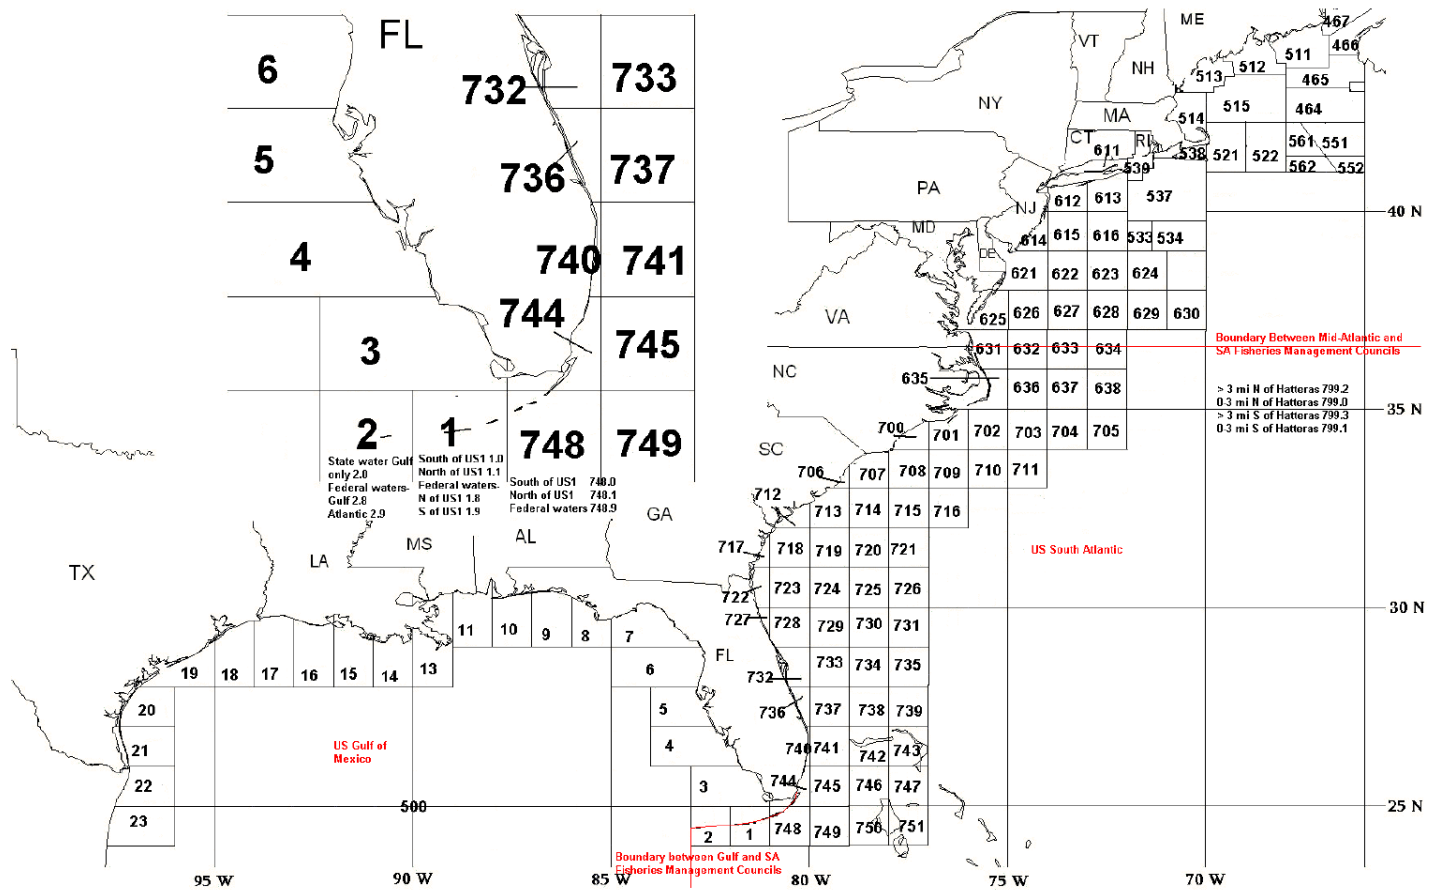 FL
6
732
733
5
736
737
4
740
741
744
745
3
2
1
748
749
State water Gulf
only 2.0
Federal waters-
Gulf 2.8
Atlantic 2.9
South of US1 1.0
North of US1 1.1
Federal waters-
N of US1 1.8
S of US1 1.9
South of US1 748.0
North of US1 748.1
Federal waters 748.9
ME
VT
NH
NY
MA
CT
RI
PA
NJ
MD
DE
VA
NC
SC
GA
AL
MS
LA
TX
FL
467
466
511
512
513
465
515
464
514
561
551
538
521
522
562
552
611
539
537
612
613
614
615
616
533
534
621
622
623
624
625
626
627
628
629
630
631
632
633
634
635
636
637
638
700
701
702
703
704
705
706
707
708
709
710
711
712
713
714
715
716
717
718
719
720
721
722
723
724
725
726
727
728
729
730
731
732
733
734
735
736
737
738
739
740
741
742
743
744
745
746
747
748
749
750
751
40 N
35 N
30 N
25 N
Boundary Between Mid-Atlantic and
SA Fisheries Management Councils
> 3 mi N of Hatteras 799.2
0-3 mi N of Hatteras 799.0
> 3 mi S of Hatteras 799.3
0-3 mi S of Hatteras 799.1
US South Atlantic
11
10
9
8
7
6
5
4
3
2
1
13
14
15
16
17
18
19
20
21
22
23
US Gulf of
Mexico
500
Boundary between Gulf and SA
Fisheries Management Councils
95 W
90 W
85 W
80 W
75 W
70 W